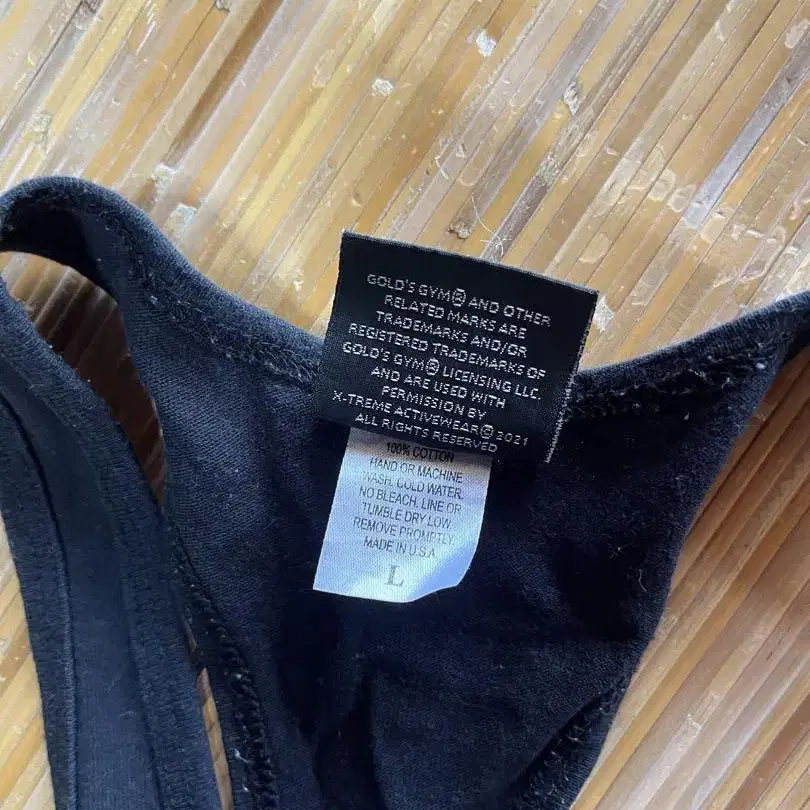 GOLD'S GYM® AND OTHER
RELATED MARKS ARE
TRADEMARKS AND/OR
REGISTERED TRADEMARKS OF
GOLD'S GYM® LICENSING LLC.
AND ARE USED WITH
PERMISSION BY
X-TREME ACTIVEWEAR© 2021
ALL RIGHTS RESERVED
100% COTTON
HAND OR MACHINE
WASH. COLD WATER.
NO BLEACH. LINE OR
TUMBLE DRY LOW
REMOVE PROMPTLY
MADE IN U.S.A
L